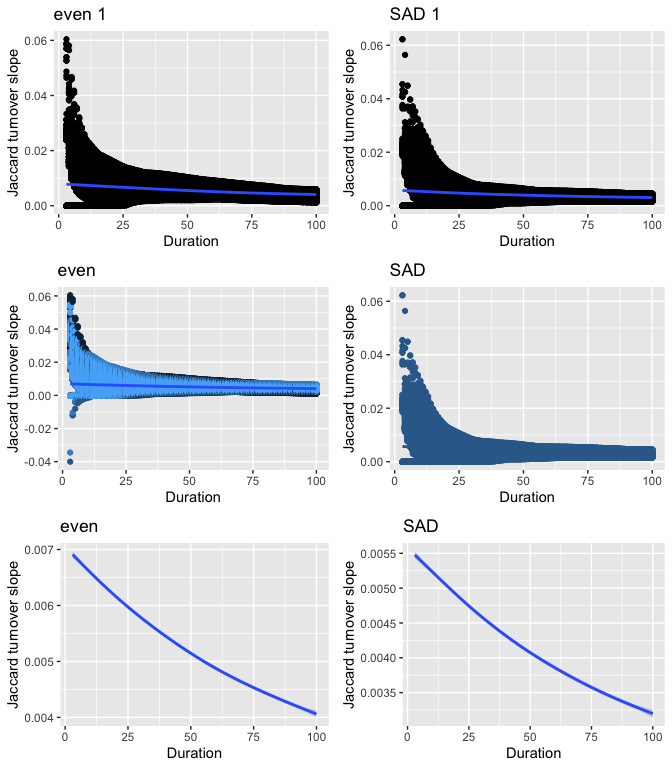 even 1
Jaccard turnover slope
0.06
0.04
0.02
0.00
0 25 50 75 100
Duration
SAD 1
Jaccard turnover slope
0.06
0.04
0.02
0.00
0 25 50 75 100
Duration
even
Jaccard turnover slope
0.06
0.04
0.02
0.00
-0.02
-0.04
0 25 50 75 100
Duration
SAD
Jaccard turnover slope
0.06
0.04
0.02
0.00
0 25 50 75 100
Duration
even
Jaccard turnover slope
0.007
0.006
0.005
0.004
0 25 50 75 100
Duration
SAD
Jaccard turnover slope
0.0055
0.0050
0.0045
0.0040
0.0035
0 25 50 75 100
Duration